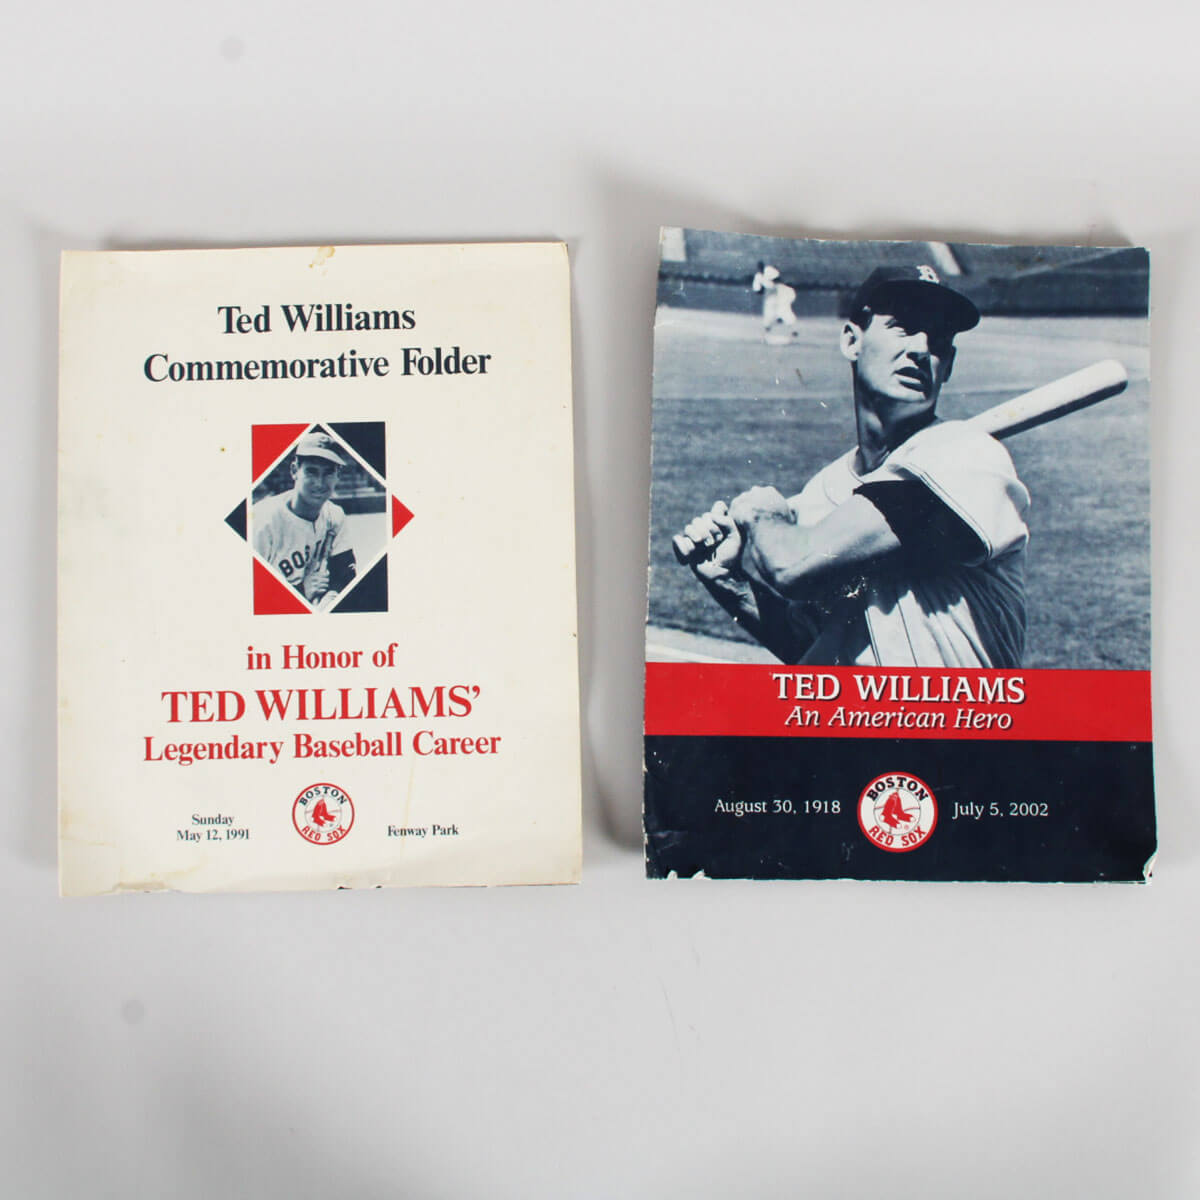 Ted Williams
Commemorative Folder
BOS
in Honor of
TED WILLIAMS'
Legendary Baseball Career
Sunday
May 12, 1991
BOSTON
RED SOX
Fenway Park
B
TED WILLIAMS
An American Hero
August 30, 1918
BOSTON
RED SOX
July 5, 2002